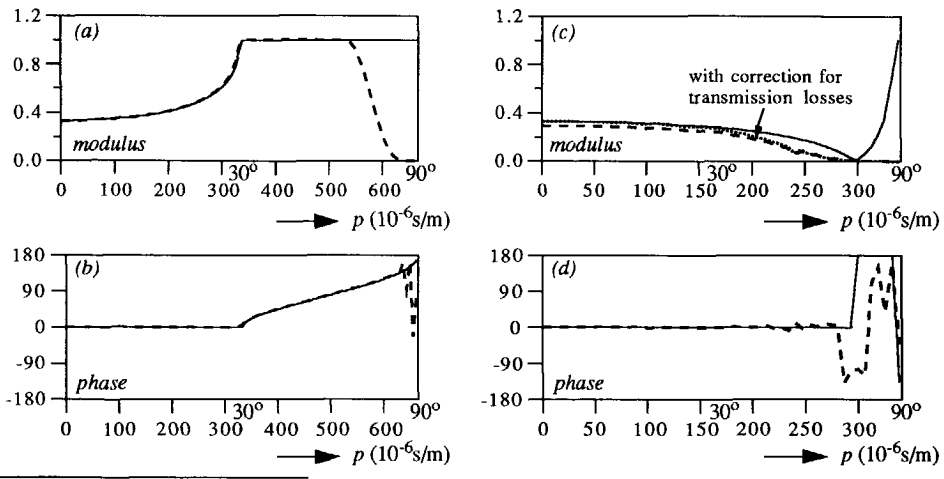 (a)
1.2
0.8
0.4
0.0
modulus
0 100 200 300 400 500 600
30° 90°
p (10⁻⁶s/m)
(c)
1.2
0.8
0.4
0.0
with correction for
transmission losses
modulus
0 50 100 150 200 250 300
30° 90°
p (10⁻⁶s/m)
(b)
180
90
0
-90
-180
phase
0 100 200 300 400 500 600
30° 90°
p (10⁻⁶s/m)
(d)
180
90
0
-90
-180
phase
0 50 100 150 200 250 300
30° 90°
p (10⁻⁶s/m)